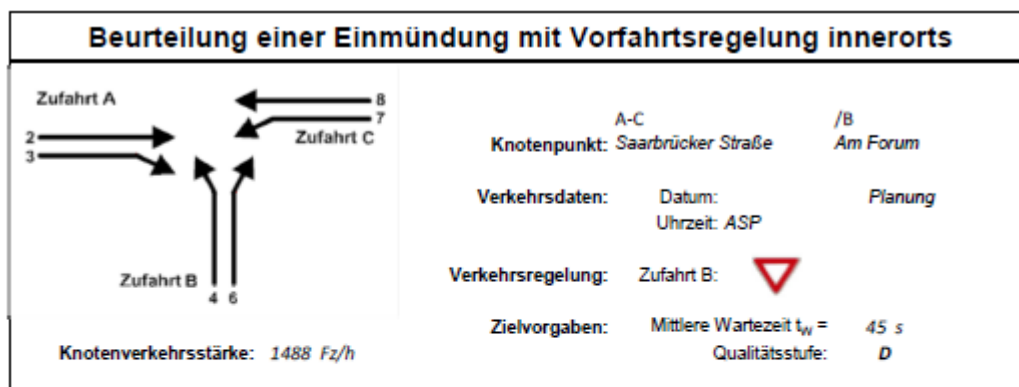 Beurteilung einer Einmündung mit Vorfahrtsregelung innerorts
Zufahrt A
8
7
Zufahrt C
2
3
Zufahrt B
4 6
Knotenverkehrsstärke: 1488 Fz/h
A-C /B
Knotenpunkt: Saarbrücker Straße Am Forum
Verkehrsdaten: Datum: Planung
Uhrzeit: ASP
Verkehrsregelung: Zufahrt B:
Zielvorgaben: Mittlere Wartezeit tw = 45 s
Qualitätsstufe: D